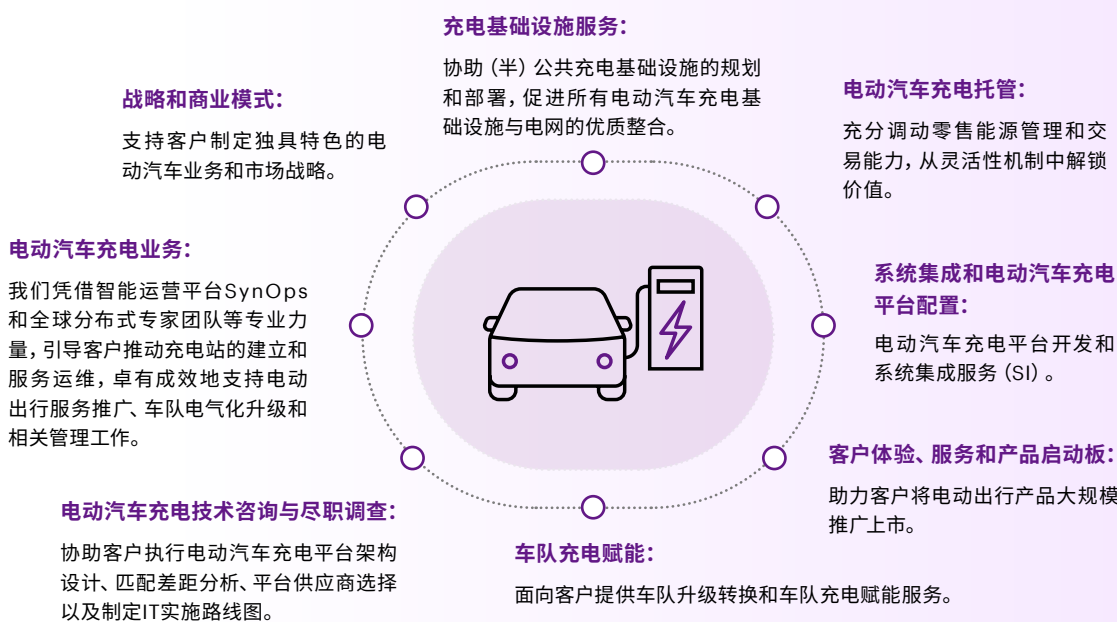 充电基础设施服务：
协助（半）公共充电基础设施的规划
和部署，促进所有电动汽车充电基
础设施与电网的优质整合。
战略和商业模式：
支持客户制定独具特色的电
动汽车业务和市场战略。
电动汽车充电托管：
充分调动零售能源管理和交
易能力，从灵活性机制中解锁
价值。
电动汽车充电业务：
我们凭借智能运营平台SynOps
和全球分布式专家团队等专业力
量，引导客户推动充电站的建立和
服务运维，卓有成效地支持电动
出行服务推广、车队电气化升级和
相关管理工作。
系统集成和电动汽车充电
平台配置：
电动汽车充电平台开发和
系统集成服务（SI）。
客户体验、服务和产品启动板：
助力客户将电动出行产品大规模
推广上市。
电动汽车充电技术咨询与尽职调查：
协助客户执行电动汽车充电平台架构
设计、匹配差距分析、平台供应商选择
以及制定IT实施路线图。
车队充电赋能：
面向客户提供车队升级转换和车队充电赋能服务。